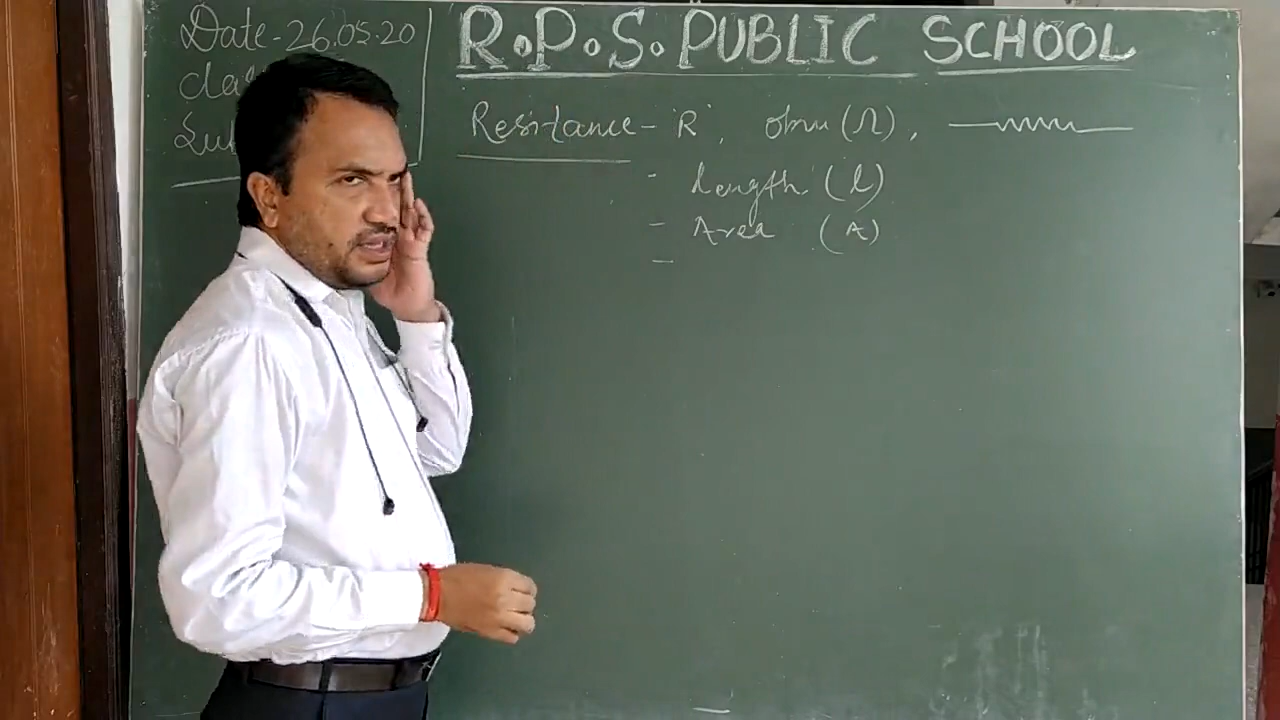 Date-26.05.20
R.P.S. PUBLIC SCHOOL
Resistance - 'R', ohm (Ω),
- Length (l)
- Area (A)
-